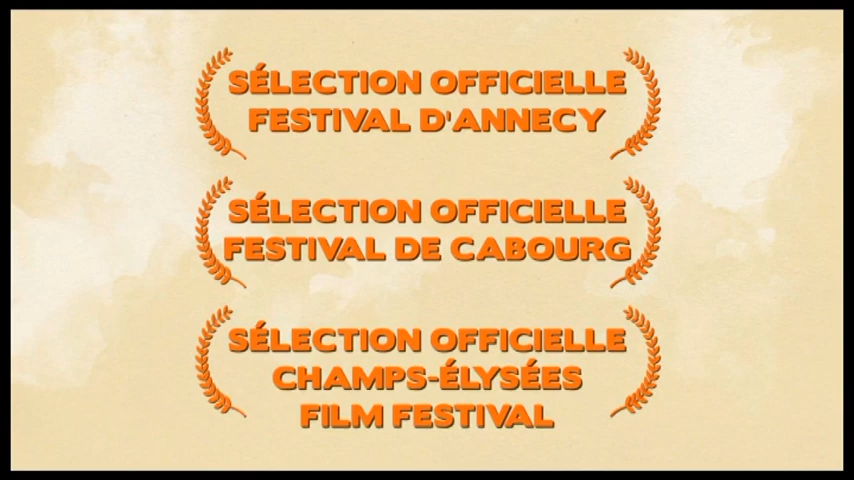 SÉLECTION OFFICIELLE
FESTIVAL D'ANNECY
SÉLECTION OFFICIELLE
FESTIVAL DE CABOURG
SÉLECTION OFFICIELLE
CHAMPS-ÉLYSÉES
FILM FESTIVAL